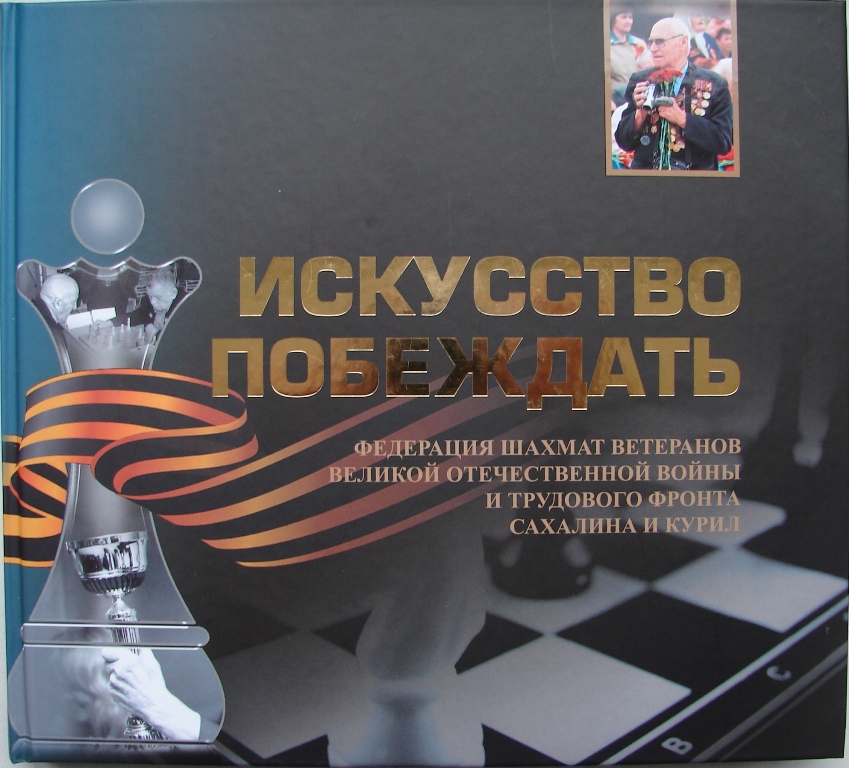 ИСКУССТВО
ПОБЕЖДАТЬ
ФЕДЕРАЦИЯ ШАХМАТ ВЕТЕРАНОВ
ВЕЛИКОЙ ОТЕЧЕСТВЕННОЙ ВОЙНЫ
И ТРУДОВОГО ФРОНТА
САХАЛИНА И КУРИЛ
C
B